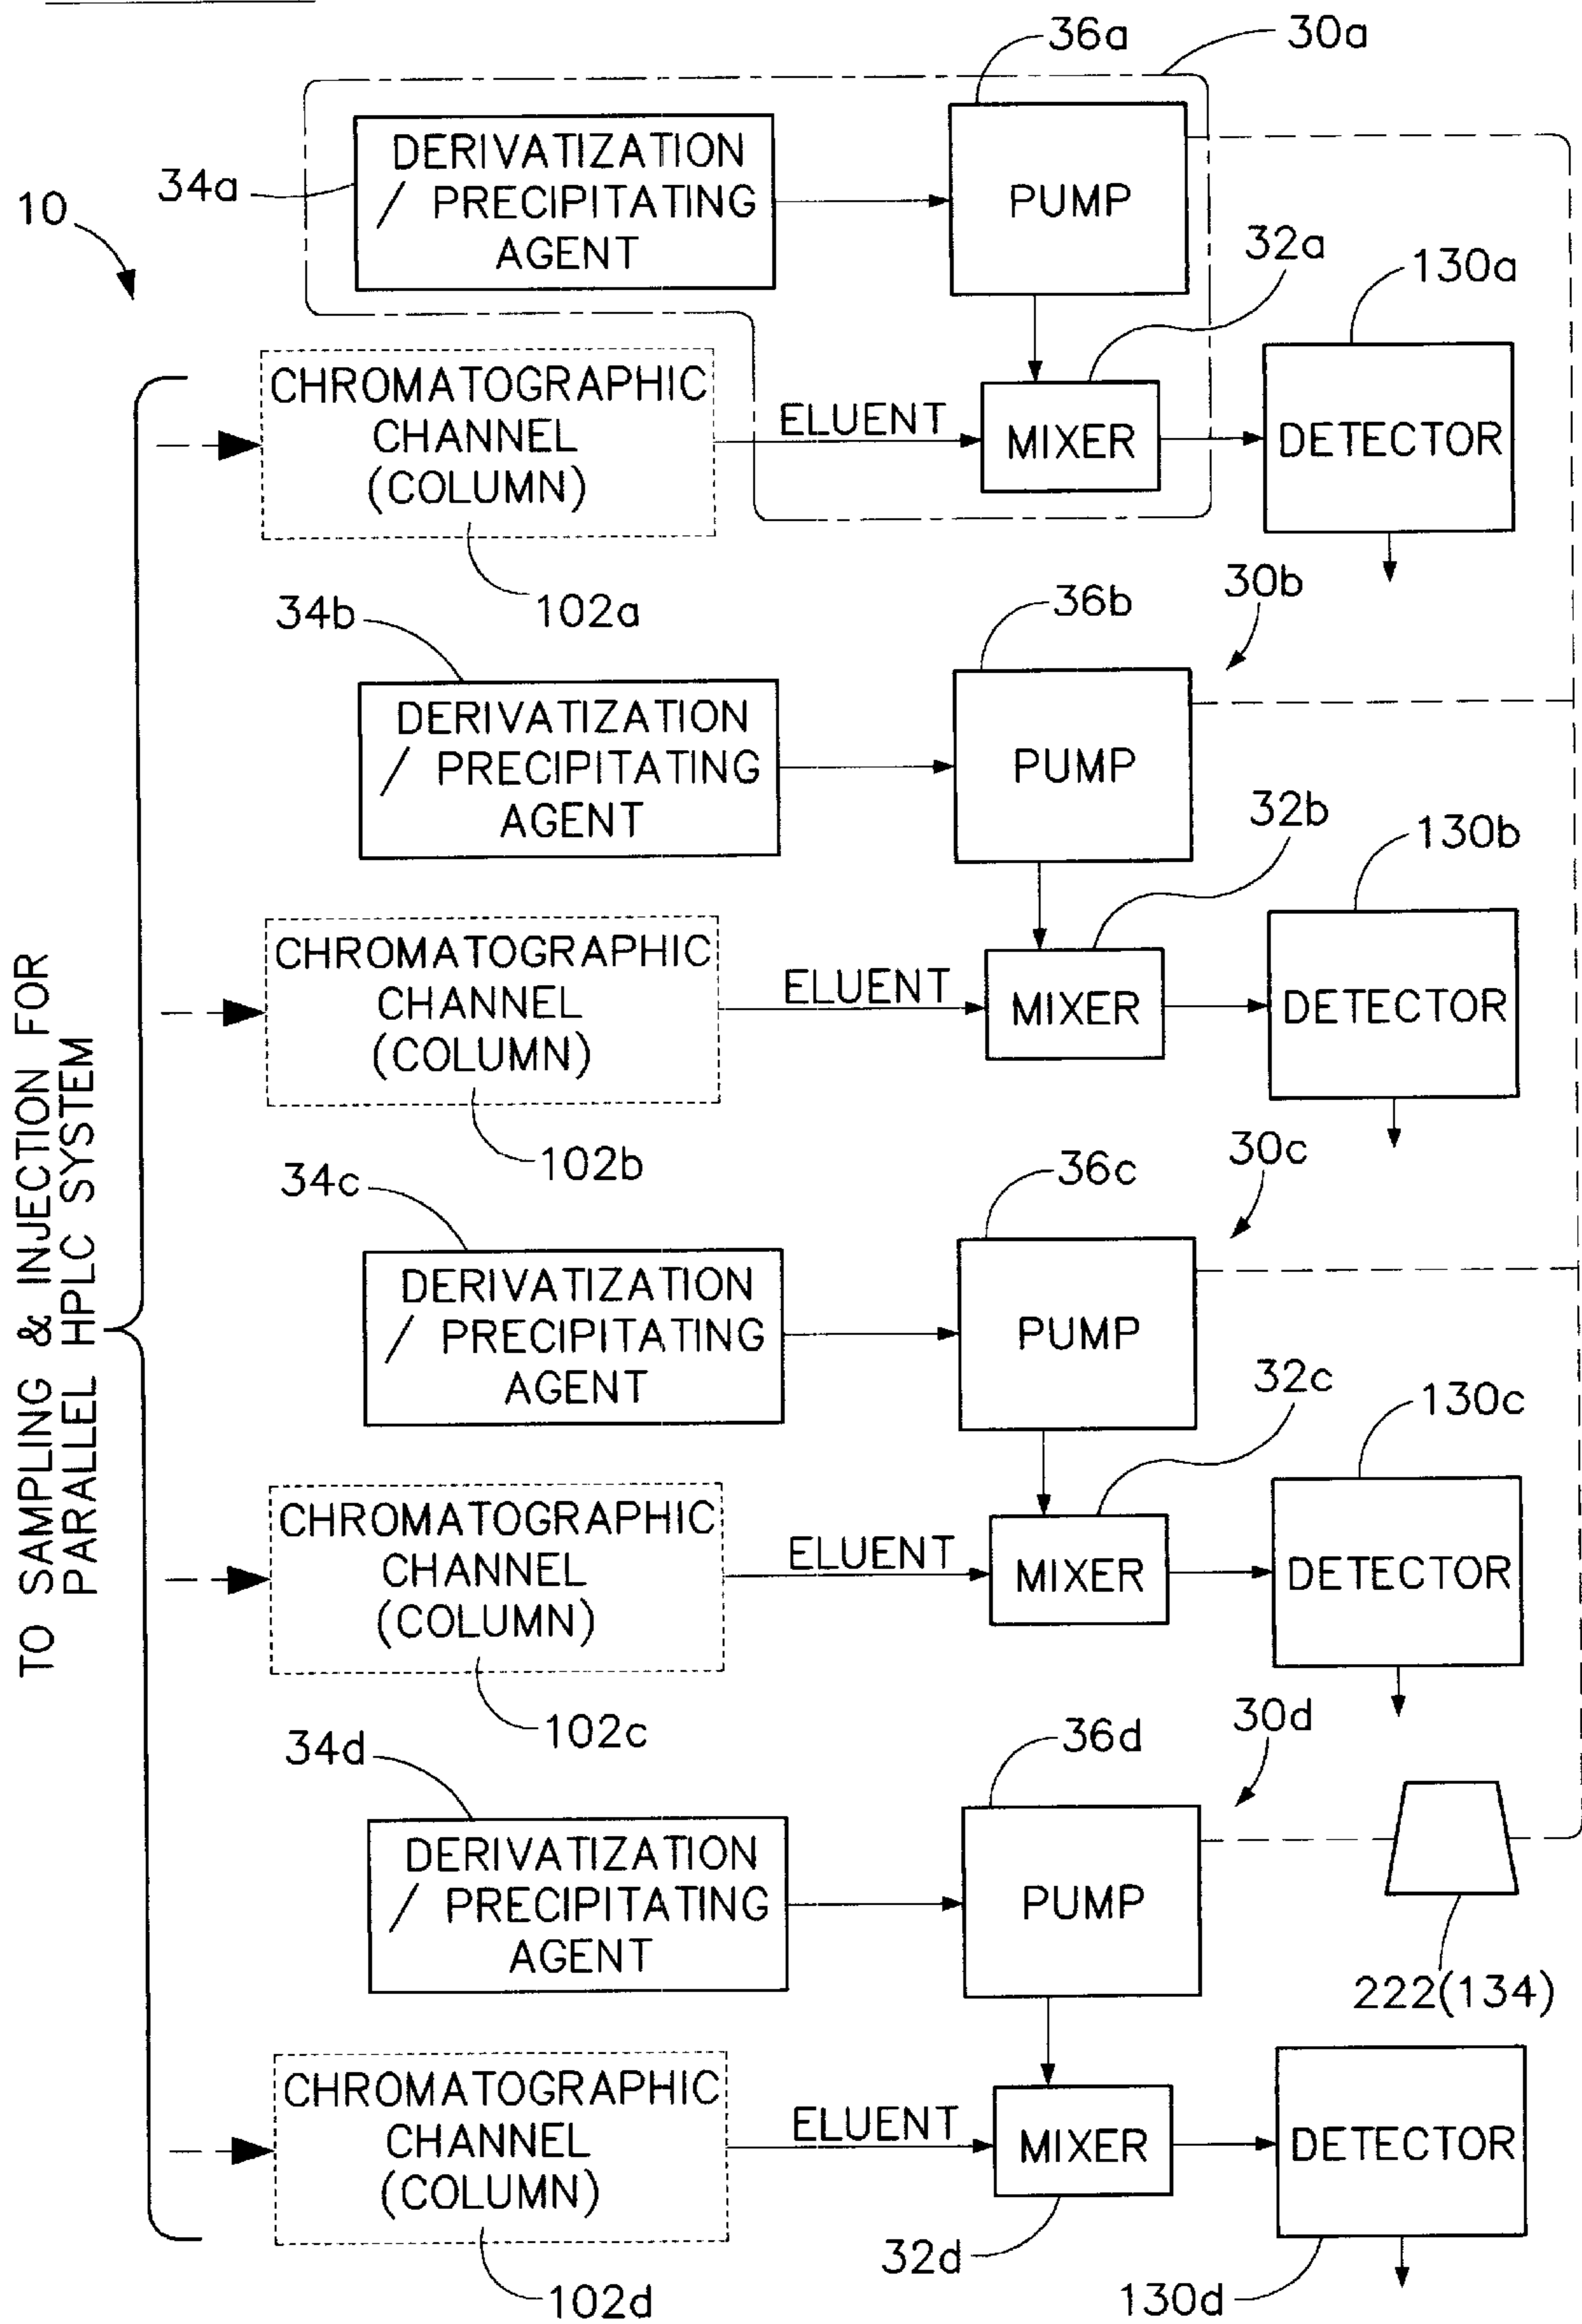 36a
30a
DERIVATIZATION
/ PRECIPITATING
AGENT
34a
PUMP
10
32a
130a
CHROMATOGRAPHIC
CHANNEL
(COLUMN)
ELUENT
MIXER
DETECTOR
102a
34b
36b
30b
DERIVATIZATION
/ PRECIPITATING
AGENT
PUMP
32b
130b
CHROMATOGRAPHIC
CHANNEL
(COLUMN)
ELUENT
MIXER
DETECTOR
102b
TO SAMPLING & INJECTION FOR
PARALLEL HPLC SYSTEM
34c
36c
30c
DERIVATIZATION
/ PRECIPITATING
AGENT
PUMP
32c
130c
CHROMATOGRAPHIC
CHANNEL
(COLUMN)
ELUENT
MIXER
DETECTOR
102c
34d
36d
30d
DERIVATIZATION
/ PRECIPITATING
AGENT
PUMP
222(134)
CHROMATOGRAPHIC
CHANNEL
(COLUMN)
ELUENT
MIXER
DETECTOR
102d
32d
130d